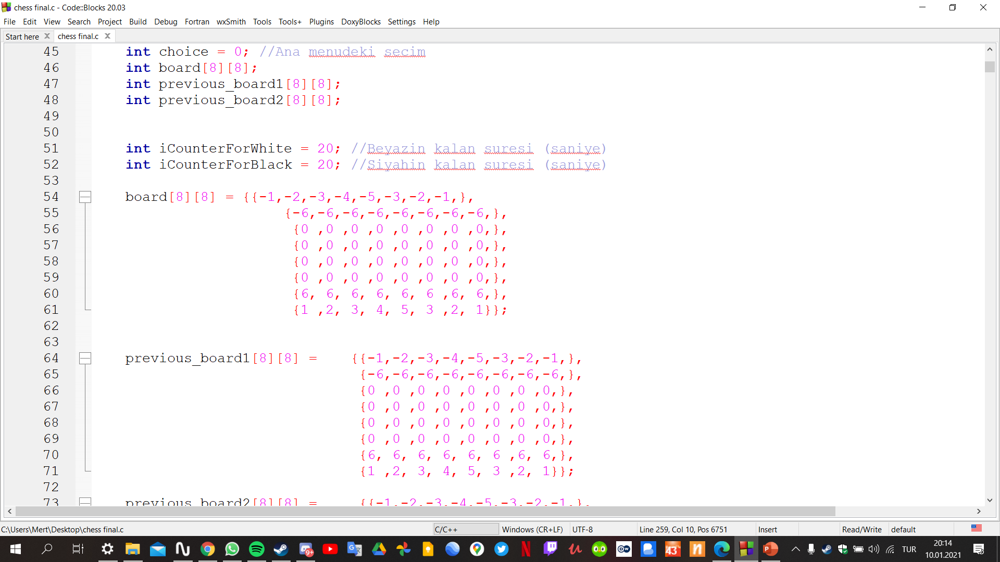 chess final.c - Code::Blocks 20.03
File Edit View Search Project Build Debug Fortran wxSmith Tools Tools+ Plugins DoxyBlocks Settings Help
Start here chess final.c
45 int choice = 0; //Ana menudeki secim
46 int board[8][8];
47 int previous_board1[8][8];
48 int previous_board2[8][8];
49
50
51 int iCounterForWhite = 20; //Beyazin kalan suresi (saniye)
52 int iCounterForBlack = 20; //Siyahin kalan suresi (saniye)
53
54 board[8][8] = {{-1,-2,-3,-4,-5,-3,-2,-1,},
55 {-6,-6,-6,-6,-6,-6,-6,-6,},
56 {0 ,0 ,0 ,0 ,0 ,0 ,0 ,0,},
57 {0 ,0 ,0 ,0 ,0 ,0 ,0 ,0,},
58 {0 ,0 ,0 ,0 ,0 ,0 ,0 ,0,},
59 {0 ,0 ,0 ,0 ,0 ,0 ,0 ,0,},
60 {6, 6, 6, 6, 6, 6 ,6, 6,},
61 {1 ,2, 3, 4, 5, 3 ,2, 1}};
62
63
64 previous_board1[8][8] = {{-1,-2,-3,-4,-5,-3,-2,-1,},
65 {-6,-6,-6,-6,-6,-6,-6,-6,},
66 {0 ,0 ,0 ,0 ,0 ,0 ,0 ,0,},
67 {0 ,0 ,0 ,0 ,0 ,0 ,0 ,0,},
68 {0 ,0 ,0 ,0 ,0 ,0 ,0 ,0,},
69 {0 ,0 ,0 ,0 ,0 ,0 ,0 ,0,},
70 {6, 6, 6, 6, 6, 6 ,6, 6,},
71 {1 ,2, 3, 4, 5, 3 ,2, 1}};
72
73 previous_board2[8][8] = {{-1,-2,-3,-4,-5,-3,-2,-1,},
C:\Users\Mert\Desktop\chess final.c C/C++ Windows (CR+LF) UTF-8 Line 259, Col 10, Pos 6751 Insert Read/Write default
9+ DW B 43 n P TUR 20:14
10.01.2021